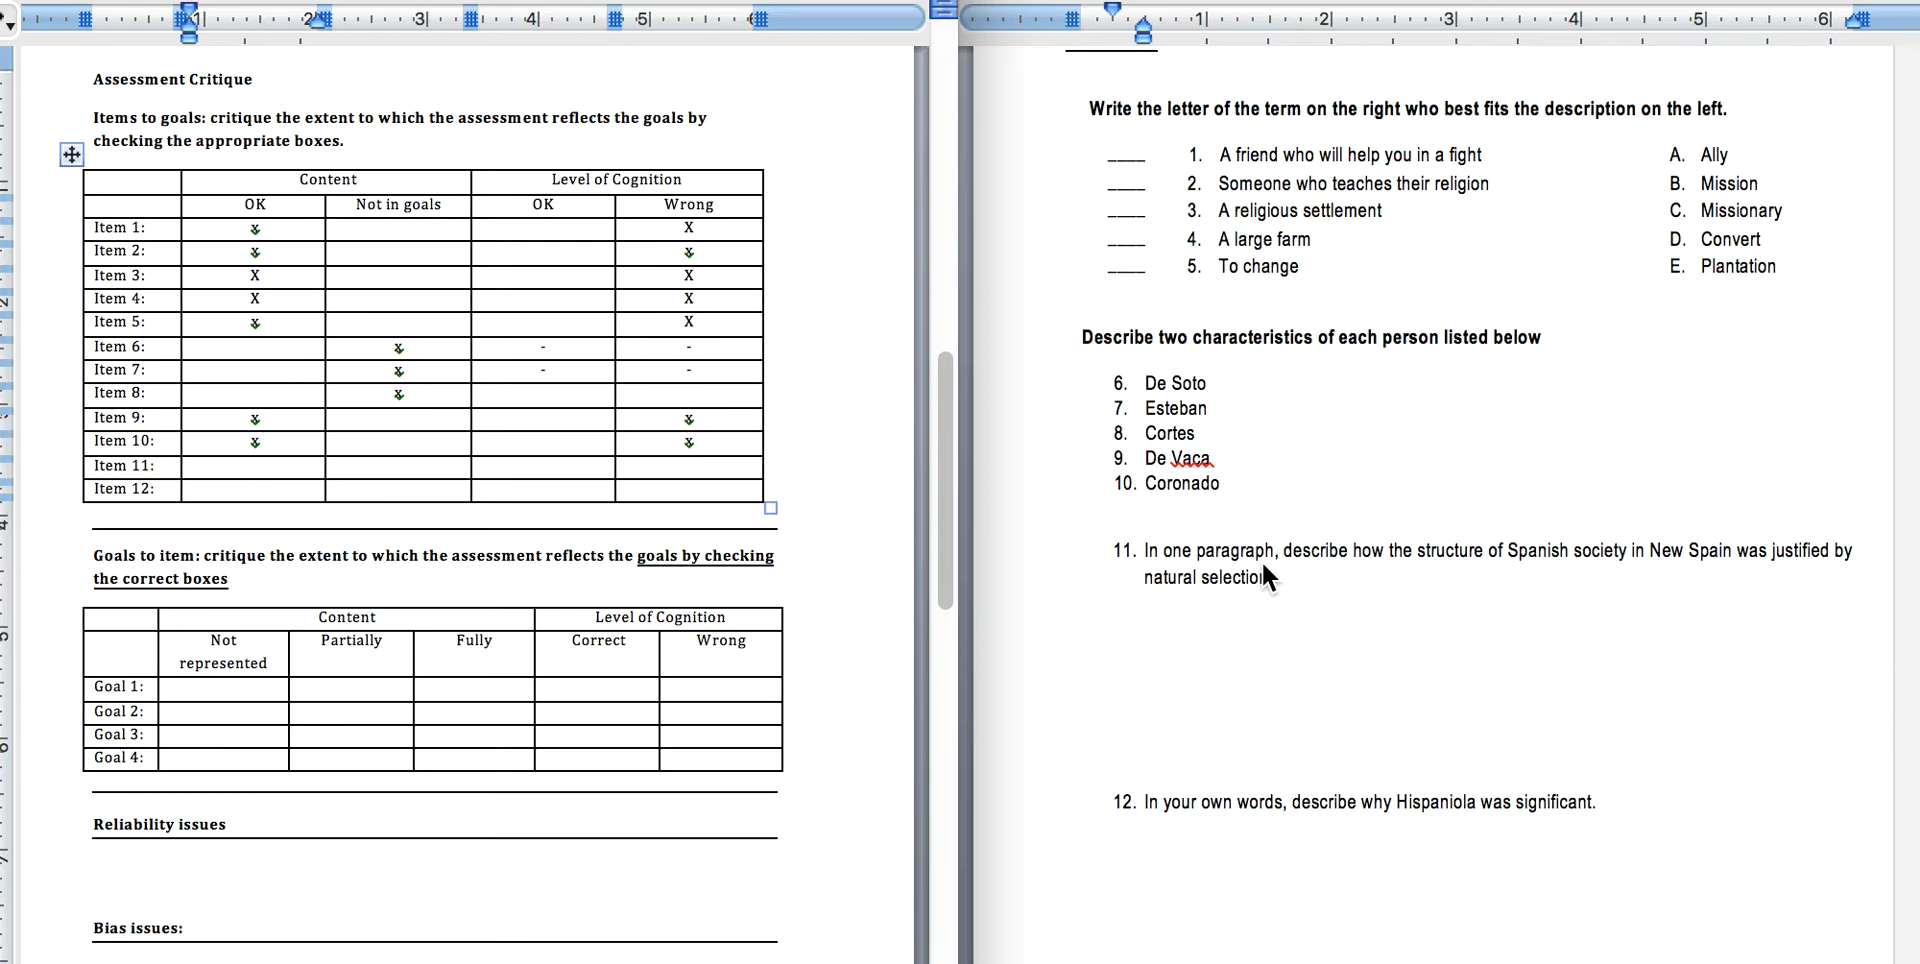 Assessment Critique
Items to goals: critique the extent to which the assessment reflects the goals by
checking the appropriate boxes.
Content Level of Cognition
OK Not in goals OK Wrong
Item 1: x X
Item 2: x x
Item 3: X X
Item 4: X X
Item 5: x X
Item 6: x - -
Item 7: x - -
Item 8: x
Item 9: x x
Item 10: x x
Item 11:
Item 12:
Goals to item: critique the extent to which the assessment reflects the goals by checking
the correct boxes
Content Level of Cognition
Not Partially Fully Correct Wrong
represented
Goal 1:
Goal 2:
Goal 3:
Goal 4:
Reliability issues
Bias issues:
Write the letter of the term on the right who best fits the description on the left.
____ 1. A friend who will help you in a fight A. Ally
____ 2. Someone who teaches their religion B. Mission
____ 3. A religious settlement C. Missionary
____ 4. A large farm D. Convert
____ 5. To change E. Plantation
Describe two characteristics of each person listed below
6. De Soto
7. Esteban
8. Cortes
9. De Vaca
10. Coronado
11. In one paragraph, describe how the structure of Spanish society in New Spain was justified by
natural selection
12. In your own words, describe why Hispaniola was significant.